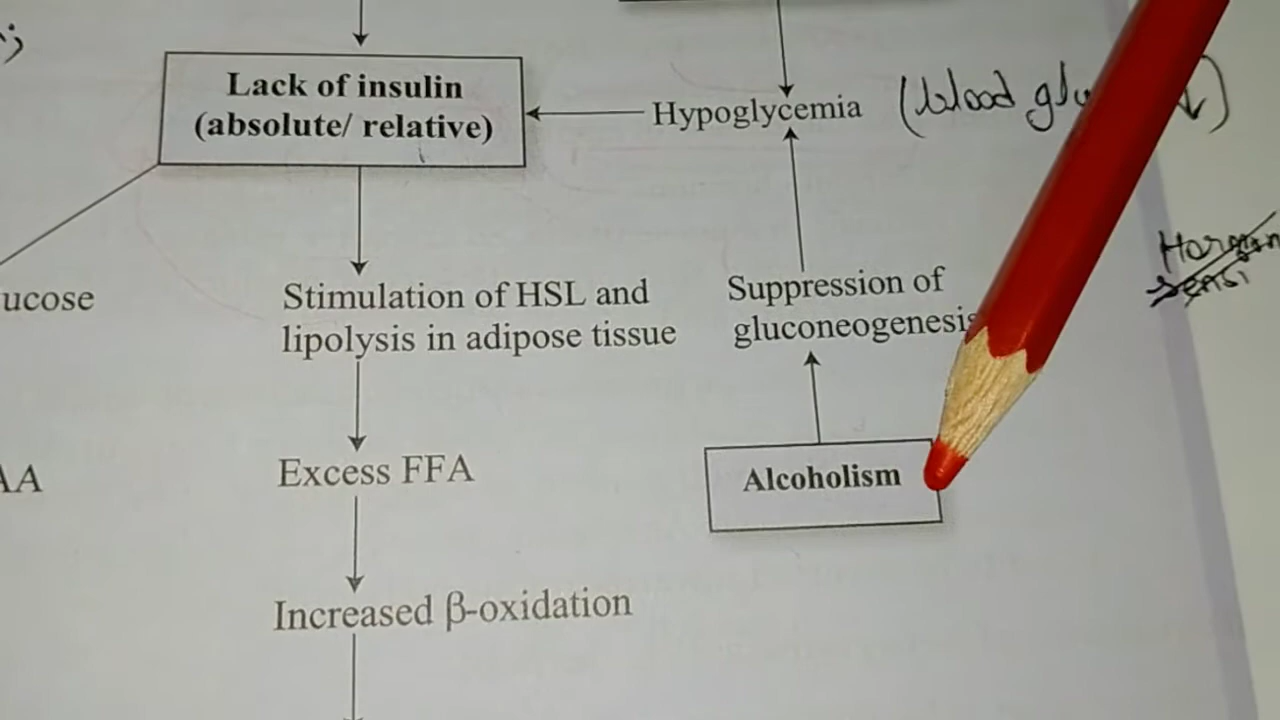 Lack of insulin
(absolute/ relative)
Hypoglycemia
(blood
ucose
Stimulation of HSL and
lipolysis in adipose tissue
Suppression of
gluconeogenesis
AA
Excess FFA
Alcoholism
Increased β-oxidation